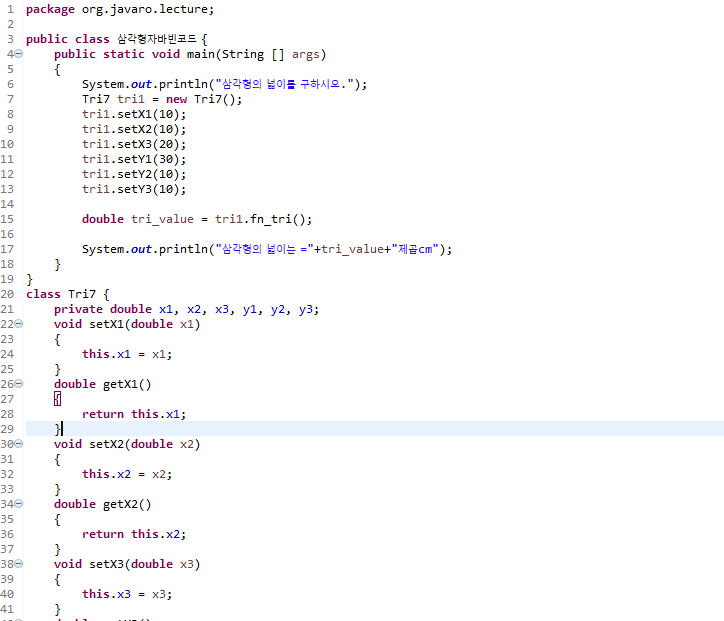 1 package org.javaro.lecture;
2
3 public class 삼각형자바빈코드 {
4 public static void main(String [] args)
5 {
6 System.out.println("삼각형의 넓이를 구하시오.");
7 Tri7 tri1 = new Tri7();
8 tri1.setX1(10);
9 tri1.setX2(10);
10 tri1.setX3(20);
11 tri1.setY1(30);
12 tri1.setY2(10);
13 tri1.setY3(10);
14
15 double tri_value = tri1.fn_tri();
16
17 System.out.println("삼각형의 넓이는 ="+tri_value+"제곱cm");
18 }
19 }
20 class Tri7 {
21 private double x1, x2, x3, y1, y2, y3;
22 void setX1(double x1)
23 {
24 this.x1 = x1;
25 }
26 double getX1()
27 {
28 return this.x1;
29 }
30 void setX2(double x2)
31 {
32 this.x2 = x2;
33 }
34 double getX2()
35 {
36 return this.x2;
37 }
38 void setX3(double x3)
39 {
40 this.x3 = x3;
41 }